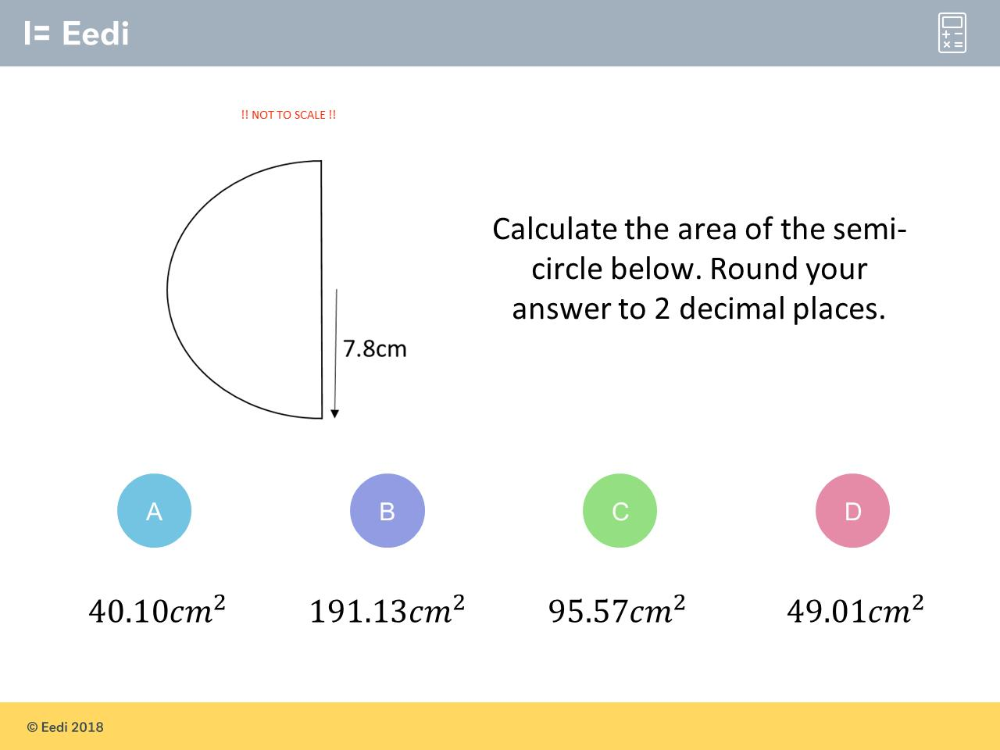 Eedi
!! NOT TO SCALE !!
Calculate the area of the semi-
circle below. Round your
answer to 2 decimal places.
7.8cm
A
B
C
D
40.10cm²
191.13cm²
95.57cm²
49.01cm²
© Eedi 2018